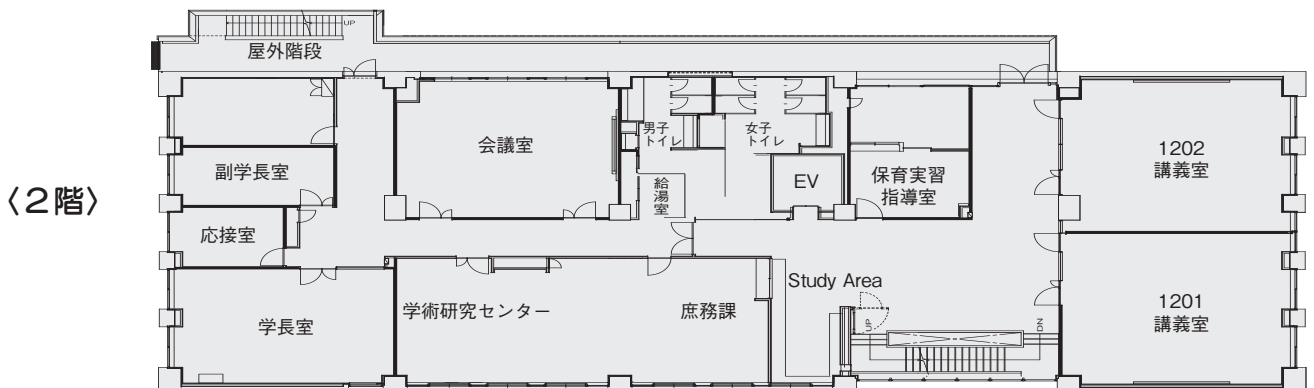 UP
屋外階段
〈2階〉
会議室
男子
トイレ
女子
トイレ
副学長室
給湯室
EV
保育実習
指導室
1202
講義室
応接室
学長室
学術研究センター
庶務課
Study Area
UP
DN
1201
講義室